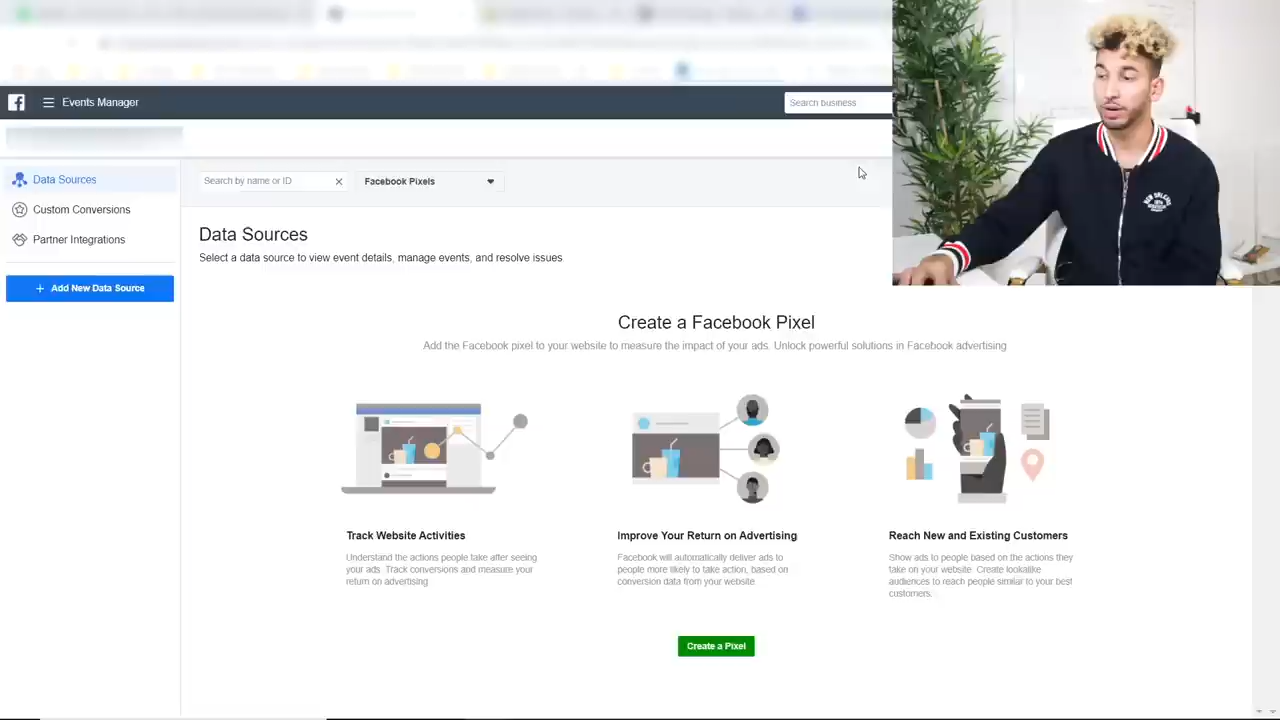 Events Manager
Search business
Data Sources
Custom Conversions
Partner Integrations
+ Add New Data Source
Search by name or ID
Facebook Pixels
Data Sources
Select a data source to view event details, manage events, and resolve issues
Create a Facebook Pixel
Add the Facebook pixel to your website to measure the impact of your ads. Unlock powerful solutions in Facebook advertising
Track Website Activities
Understand the actions people take after seeing
your ads. Track conversions and measure your
return on advertising
Improve Your Return on Advertising
Facebook will automatically deliver ads to
people more likely to take action, based on
conversion data from your website
Reach New and Existing Customers
Show ads to people based on the actions they
take on your website. Create lookalike
audiences to reach people similar to your best
customers.
Create a Pixel
NEW ORLEANS